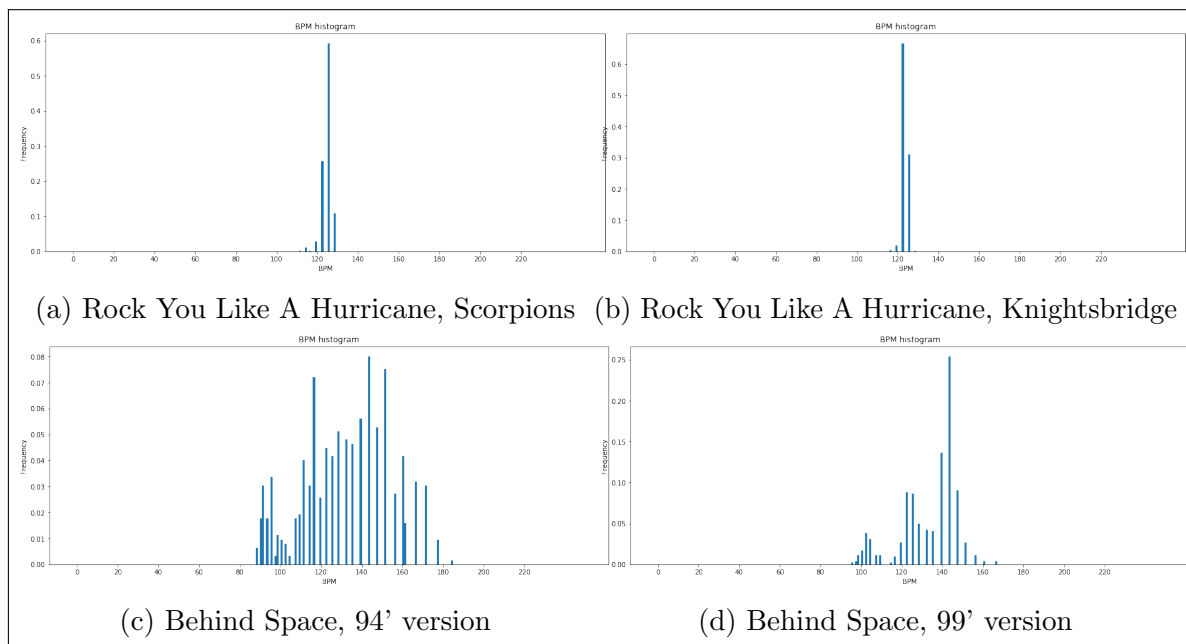 BPM histogram BPM histogram
0.6
0.5
0.4
0.3
0.2
0.1
0.0
Frequency
0 20 40 60 80 100 120 140 160 180 200 220
BPM
0.6
0.5
0.4
0.3
0.2
0.1
0.0
Frequency
0 20 40 60 80 100 120 140 160 180 200 220
BPM
(a) Rock You Like A Hurricane, Scorpions (b) Rock You Like A Hurricane, Knightsbridge
BPM histogram BPM histogram
0.08
0.07
0.06
0.05
0.04
0.03
0.02
0.01
0.00
Frequency
0 20 40 60 80 100 120 140 160 180 200 220
BPM
0.25
0.20
0.15
0.10
0.05
0.00
Frequency
0 20 40 60 80 100 120 140 160 180 200 220
BPM
(c) Behind Space, 94' version (d) Behind Space, 99' version